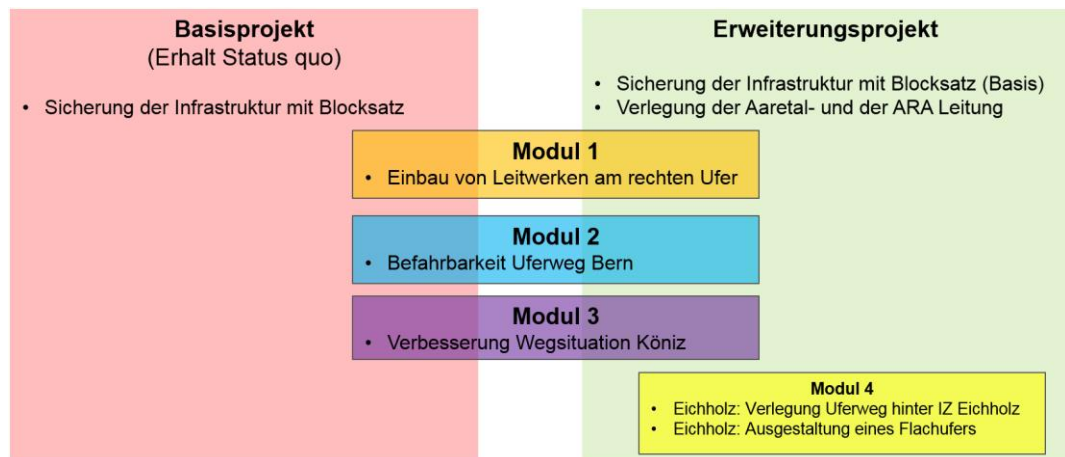 Basisprojekt
(Erhalt Status quo)
• Sicherung der Infrastruktur mit Blocksatz
Erweiterungsprojekt
• Sicherung der Infrastruktur mit Blocksatz (Basis)
• Verlegung der Aaretal- und der ARA Leitung
Modul 1
• Einbau von Leitwerken am rechten Ufer
Modul 2
• Befahrbarkeit Uferweg Bern
Modul 3
• Verbesserung Wegsituation Köniz
Modul 4
• Eichholz: Verlegung Uferweg hinter IZ Eichholz
• Eichholz: Ausgestaltung eines Flachufers